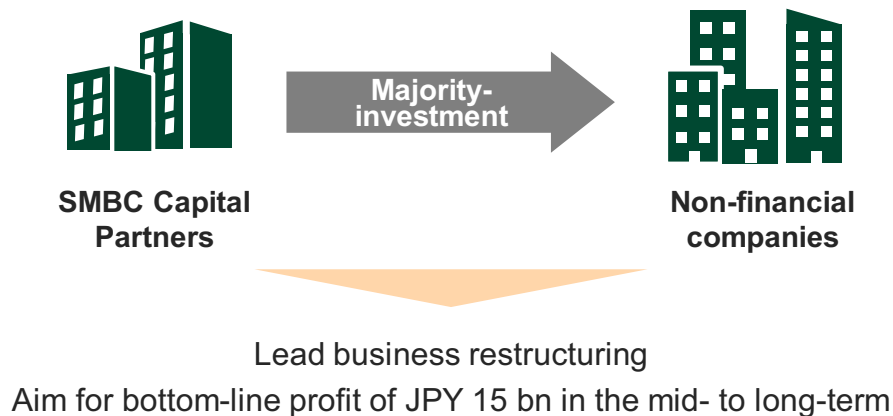 Majority-
investment
SMBC Capital
Partners
Non-financial
companies
Lead business restructuring
Aim for bottom-line profit of JPY 15 bn in the mid- to long-term